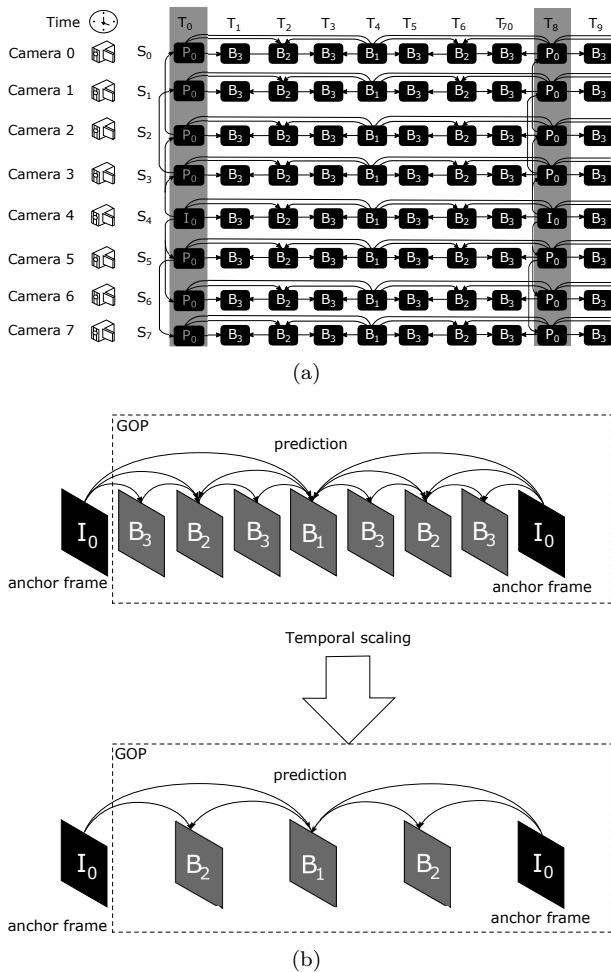 Time T0 T1 T2 T3 T4 T5 T6 T70 T8 T9
Camera 0 S0 P0 B3 B2 B3 B1 B3 B2 B3 P0 B3
Camera 1 S1 P0 B3 B2 B3 B1 B3 B2 B3 P0 B3
Camera 2 S2 P0 B3 B2 B3 B1 B3 B2 B3 P0 B3
Camera 3 S3 P0 B3 B2 B3 B1 B3 B2 B3 P0 B3
Camera 4 S4 I0 B3 B2 B3 B1 B3 B2 B3 I0 B3
Camera 5 S5 P0 B3 B2 B3 B1 B3 B2 B3 P0 B3
Camera 6 S6 P0 B3 B2 B3 B1 B3 B2 B3 P0 B3
Camera 7 S7 P0 B3 B2 B3 B1 B3 B2 B3 P0 B3
(a)
GOP
prediction
I0 B3 B2 B3 B1 B3 B2 B3 I0
anchor frame anchor frame
Temporal scaling
GOP
prediction
I0 B2 B1 B2 I0
anchor frame anchor frame
(b)